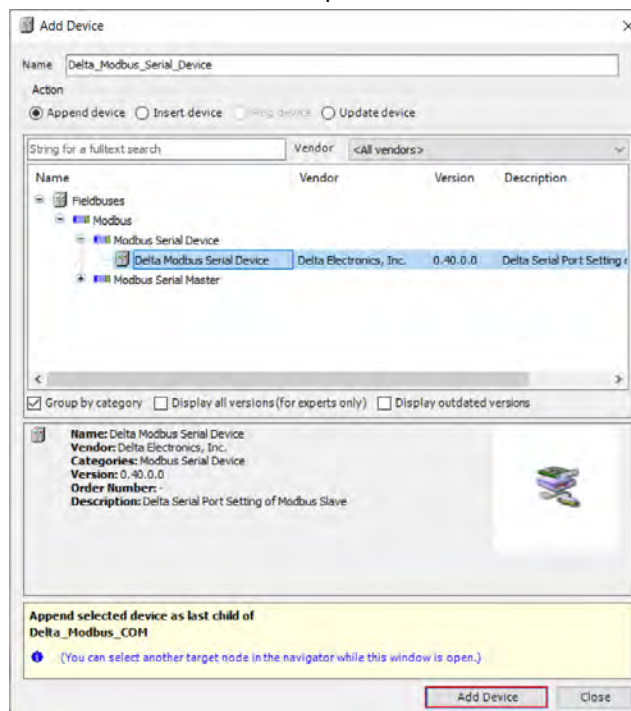 Add Device
Name Delta_Modbus_Serial_Device
Action
Append device Insert device Plug device Update device
String for a fulltext search Vendor <All vendors>
Name Vendor Version Description
Fieldbuses
Modbus
Modbus Serial Device
Delta Modbus Serial Device Delta Electronics, Inc. 0.40.0.0 Delta Serial Port Setting
Modbus Serial Master
Group by category Display all versions (for experts only) Display outdated versions
Name: Delta Modbus Serial Device
Vendor: Delta Electronics, Inc.
Categories: Modbus Serial Device
Version: 0.40.0.0
Order Number: -
Description: Delta Serial Port Setting of Modbus Slave
Append selected device as last child of
Delta_Modbus_COM
(You can select another target node in the navigator while this window is open.)
Add Device Close